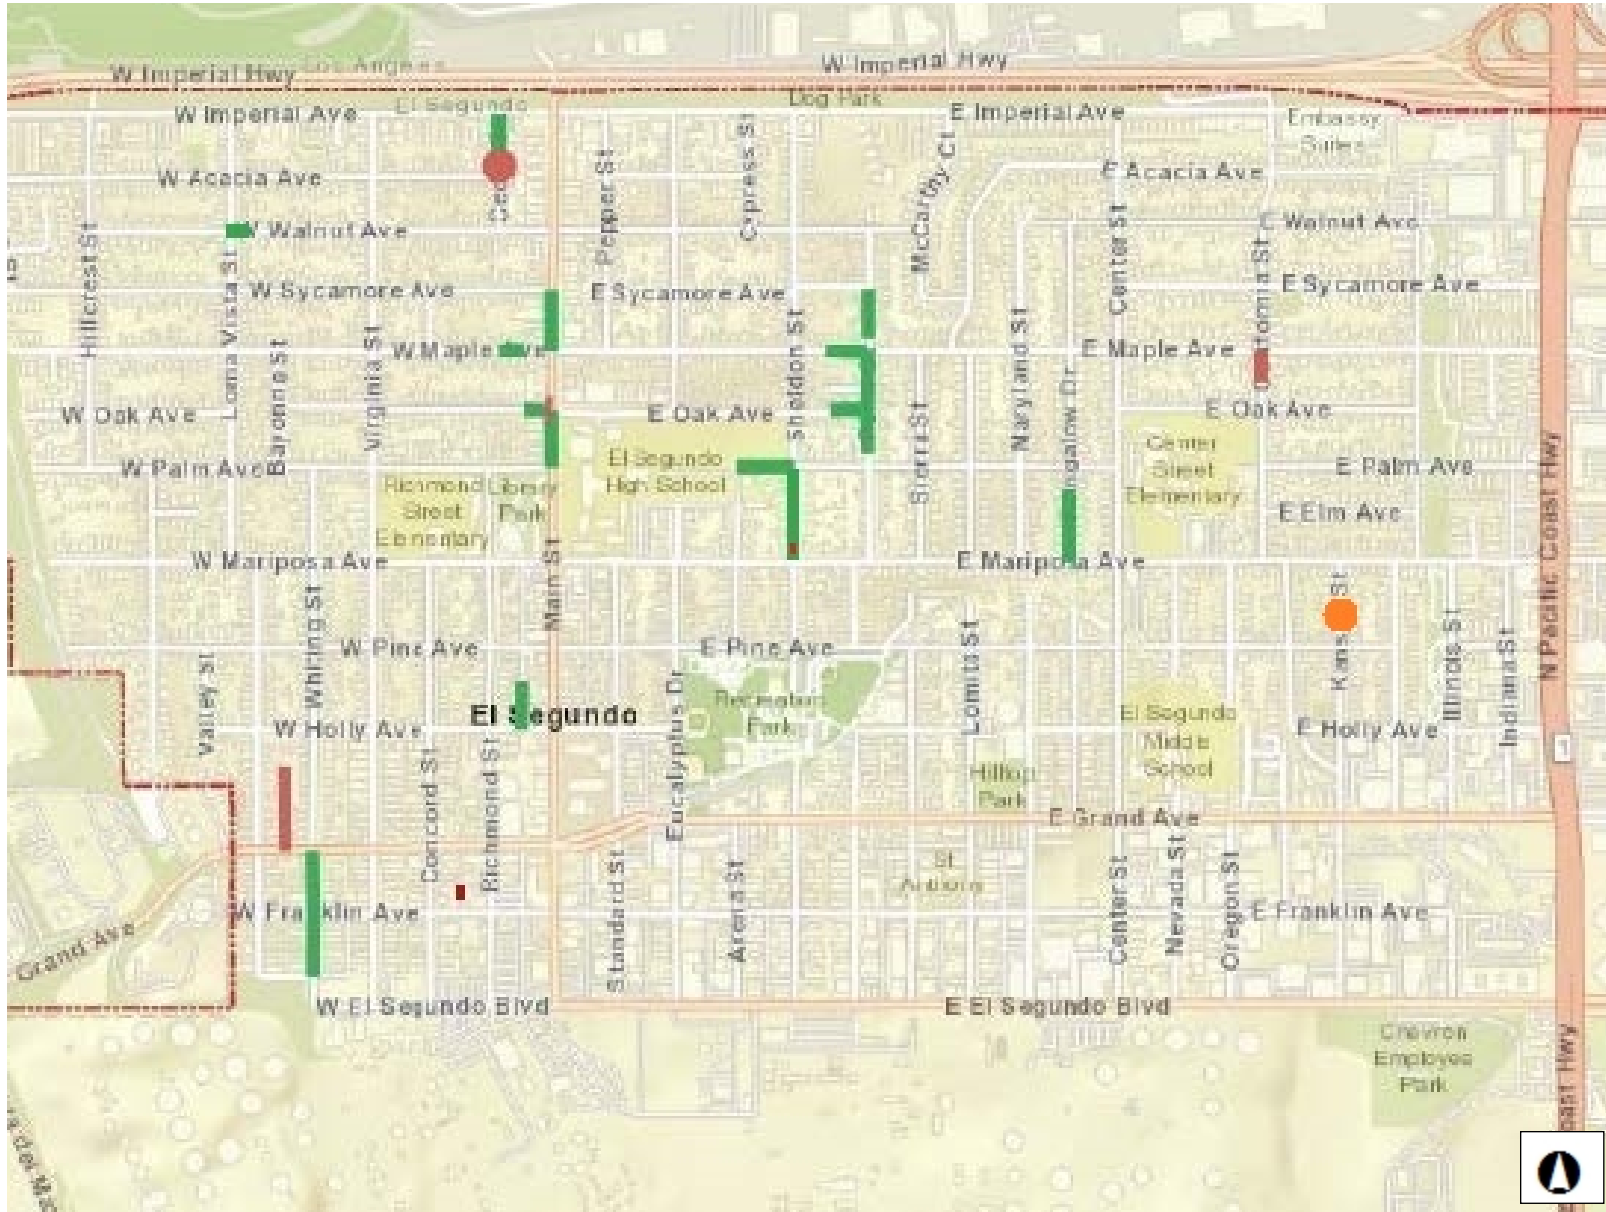 W Imperial Hwy
Los Angeles
W Imperial Hwy
Dog Park
El Segundo
W Imperial Ave
E Imperial Ave
Embassy
Suites
W Acacia Ave
E Acacia Ave
McCarthy Ct
Cypress St
Pepper St
W Walnut Ave
E Walnut Ave
Hillcrest St
Loma Vista St
Center St
W Sycamore Ave
E Sycamore Ave
E Sycamore Ave
Virginia St
Baronne St
Sheldon St
Maryland St
W Maple Ave
E Maple Ave
W Oak Ave
E Oak Ave
E Oak Ave
Sierra St
W Palm Ave
El Segundo
High School
Center
Street
Elementary
E Palm Ave
Richmond
Street
Elementary
Library
Park
E Elm Ave
N Pacific Coast Hwy
W Mariposa Ave
Main St
E Mariposa Ave
Whiting St
W Pine Ave
E Pine Ave
Lomita St
Illinois St
Indiana St
Valley St
Eucalyptus Dr
Recreation
Park
El Segundo
W Holly Ave
El Segundo
Middle
School
E Holly Ave
1
Concord St
Richmond St
Hilltop
Park
E Grand Ave
St
Anthony
Standard St
Arena St
Center St
Nevada St
Oregon St
W Franklin Ave
E Franklin Ave
Grand Ave
W El Segundo Blvd
E El Segundo Blvd
Chevron
Employee
Park
oast Hwy